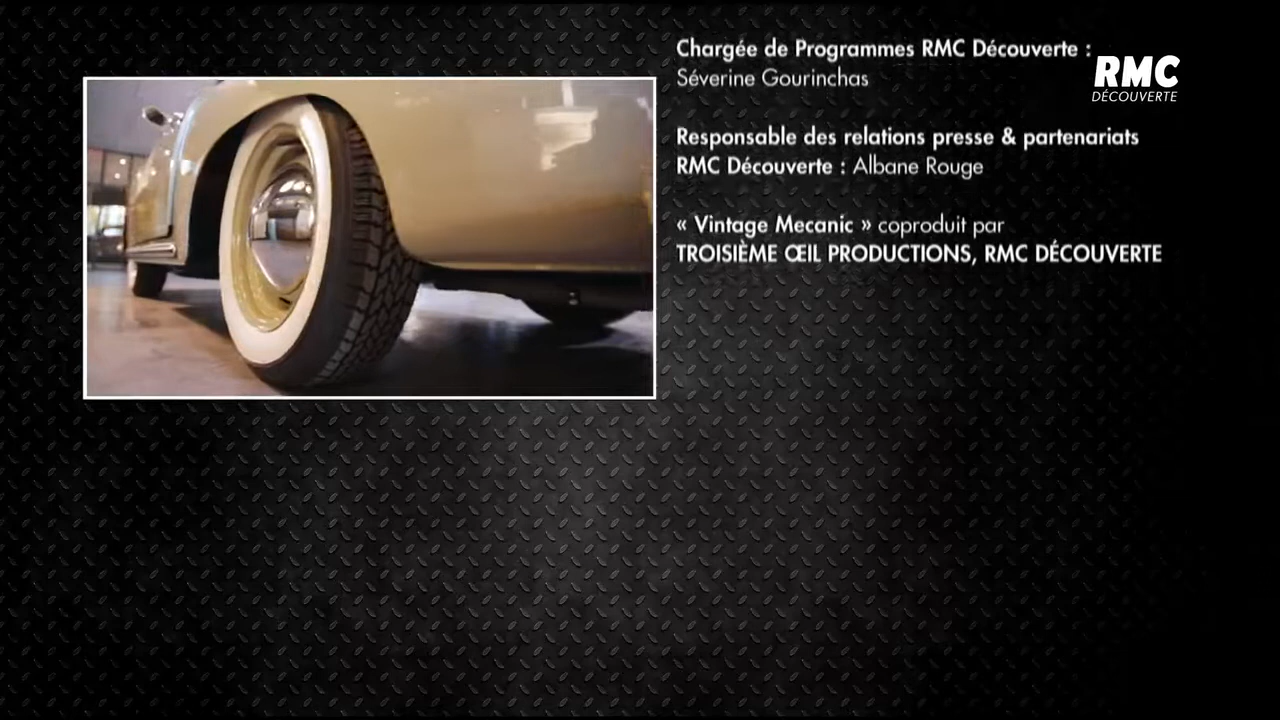 Chargée de Programmes RMC Découverte :
Séverine Gourinchas
RMC
DÉCOUVERTE
Responsable des relations presse & partenariats
RMC Découverte : Albane Rouge
« Vintage Mecanic » coproduit par
TROISIÈME ŒIL PRODUCTIONS, RMC DÉCOUVERTE